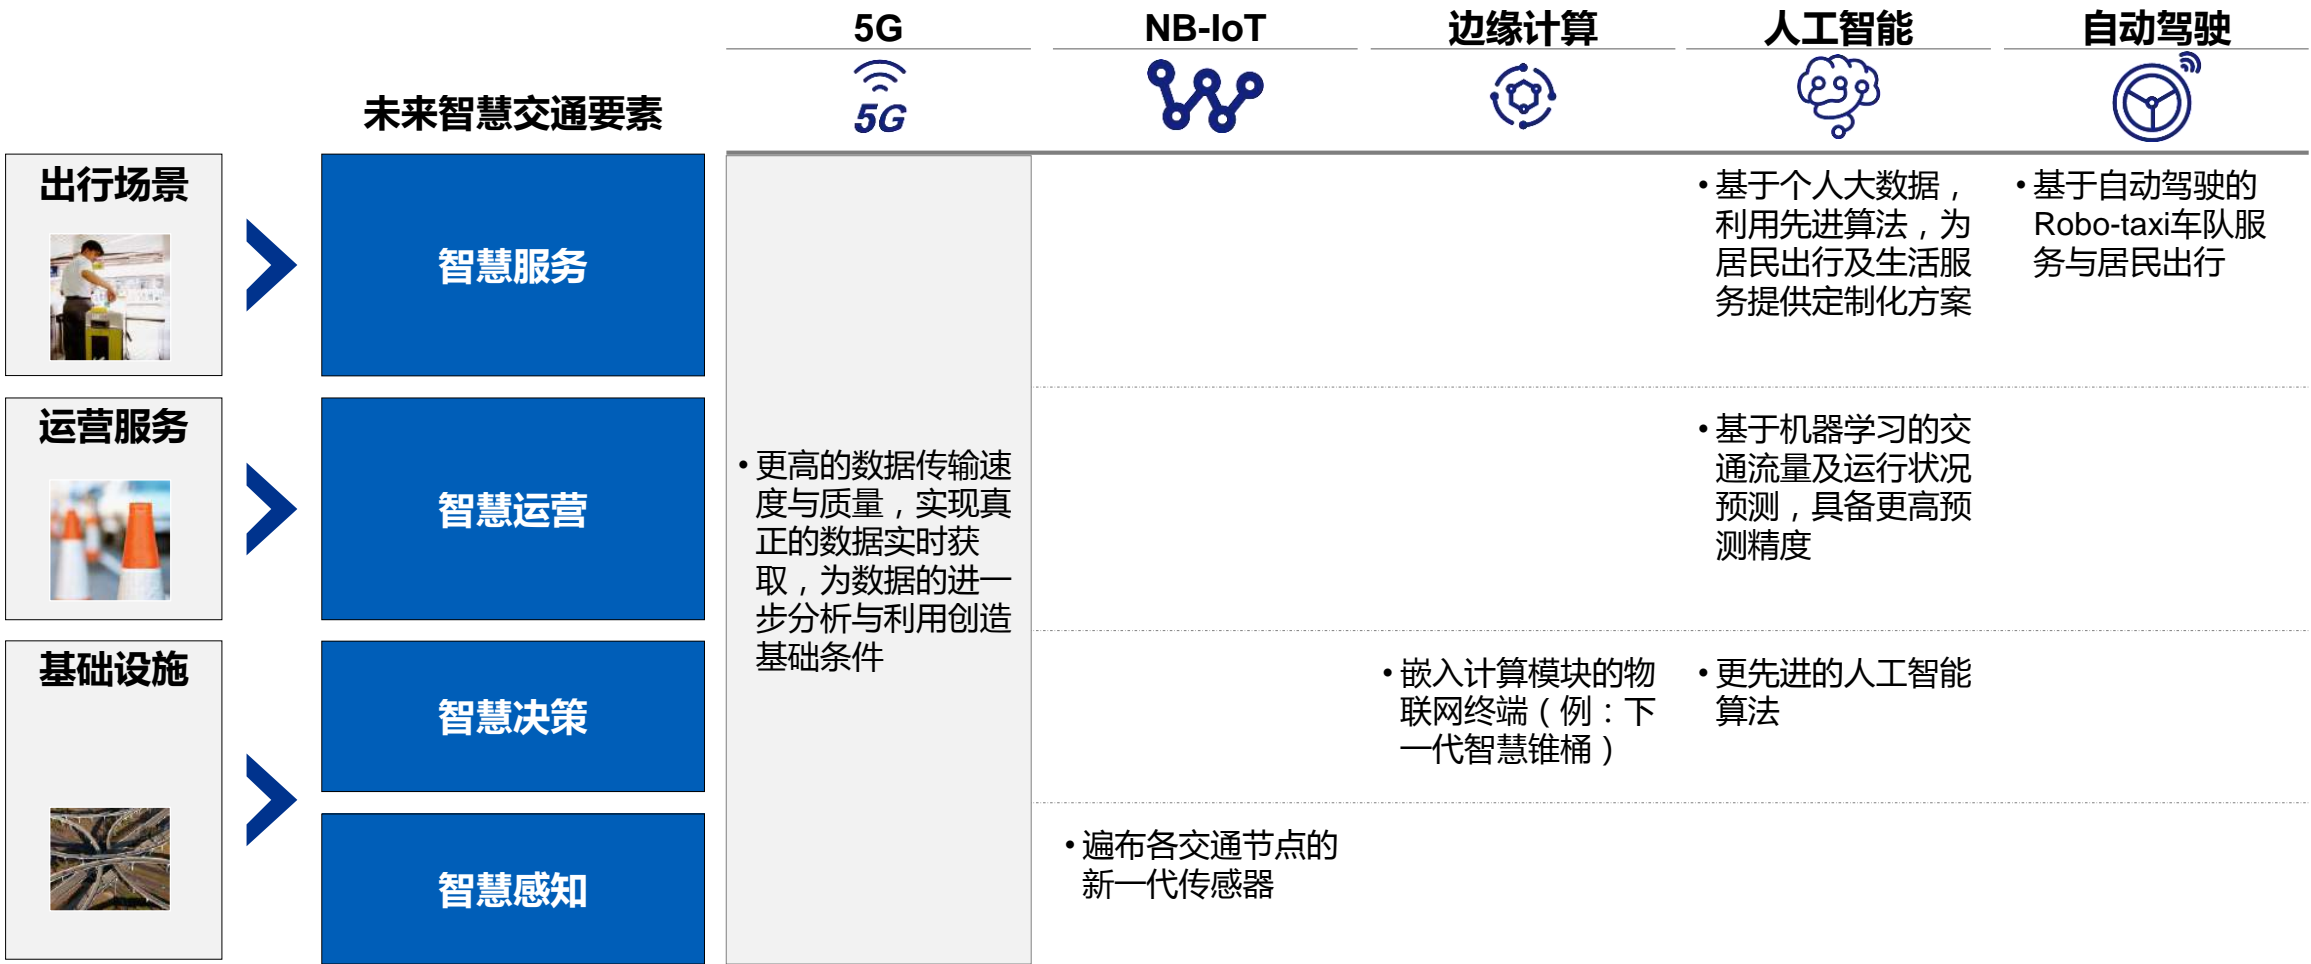 5G
NB-IoT
边缘计算
人工智能
自动驾驶
5G
未来智慧交通要素
出行场景
智慧服务
•基于个人大数据，
利用先进算法，为
居民出行及生活服
务提供定制化方案
•基于自动驾驶的
Robo-taxi车队服
务与居民出行
运营服务
智慧运营
•更高的数据传输速
度与质量，实现真
正的数据实时获
取，为数据的进一
步分析与利用创造
基础条件
•基于机器学习的交
通流量及运行状况
预测，具备更高预
测精度
基础设施
智慧决策
•嵌入计算模块的物
联网终端（例：下
一代智慧锥桶）
•更先进的人工智能
算法
智慧感知
•遍布各交通节点的
新一代传感器